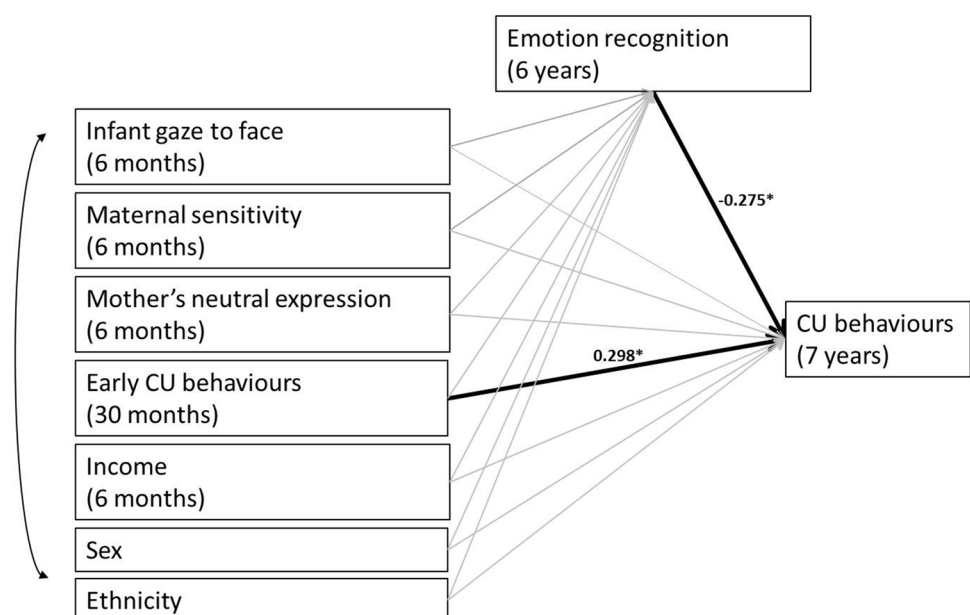 Emotion recognition
(6 years)
Infant gaze to face
(6 months)
Maternal sensitivity
(6 months)
-0.275*
Mother's neutral expression
(6 months)
CU behaviours
(7 years)
0.298*
Early CU behaviours
(30 months)
Income
(6 months)
Sex
Ethnicity